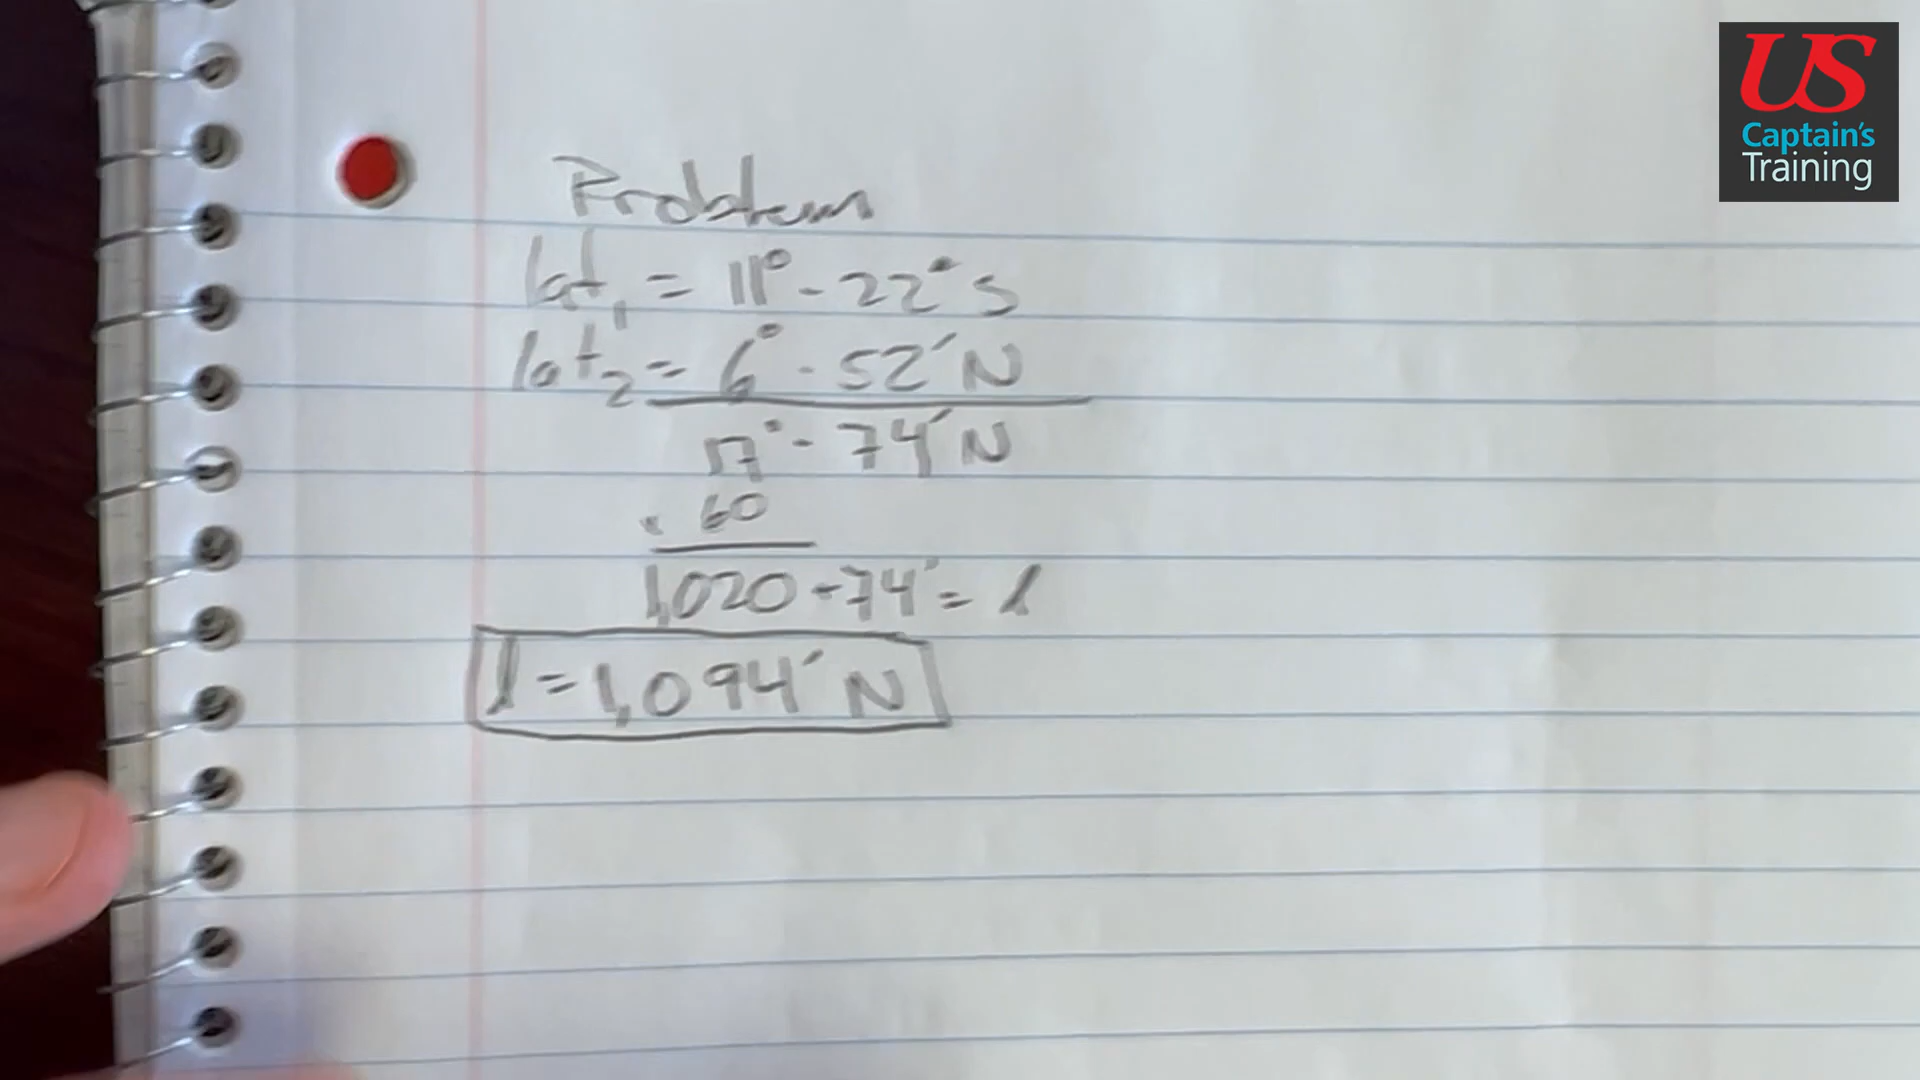 US
Captain's
Training
Problem
lat₁ = 11° - 22' S
lat₂ = 6° - 52' N
17° - 74' N
· 60
1,020 + 74' = l
l = 1,094' N